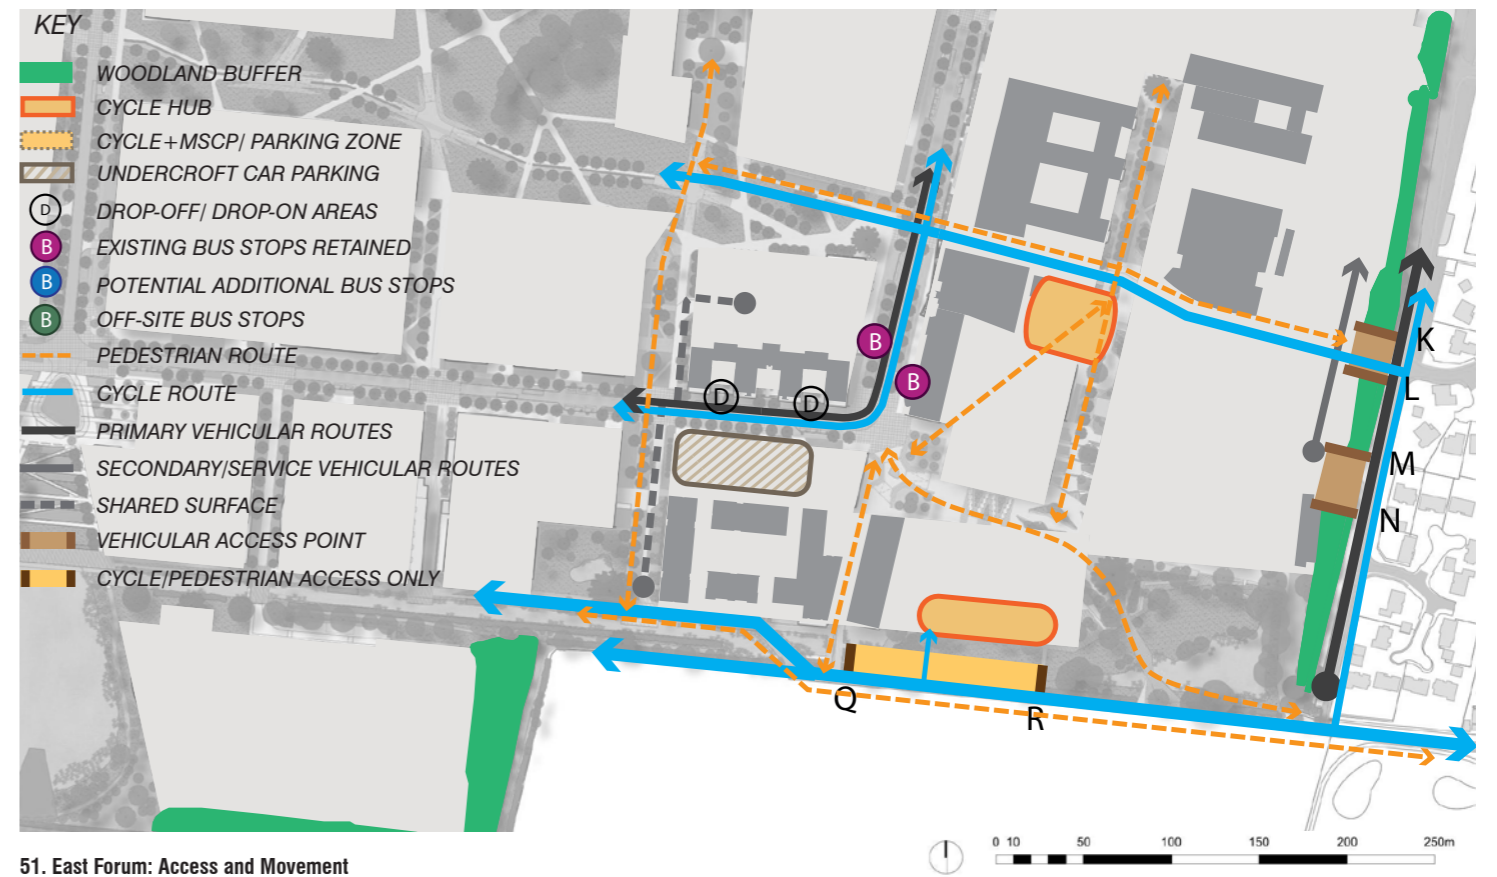 KEY
WOODLAND BUFFER
CYCLE HUB
CYCLE+MSCP/ PARKING ZONE
UNDERCROFT CAR PARKING
D DROP-OFF/ DROP-ON AREAS
B EXISTING BUS STOPS RETAINED
B POTENTIAL ADDITIONAL BUS STOPS
B OFF-SITE BUS STOPS
PEDESTRIAN ROUTE
CYCLE ROUTE
PRIMARY VEHICULAR ROUTES
SECONDARY/SERVICE VEHICULAR ROUTES
SHARED SURFACE
VEHICULAR ACCESS POINT
CYCLE/PEDESTRIAN ACCESS ONLY
B
B
D
D
K
L
M
N
Q
R
0 10 50 100 150 200 250m
51. East Forum: Access and Movement